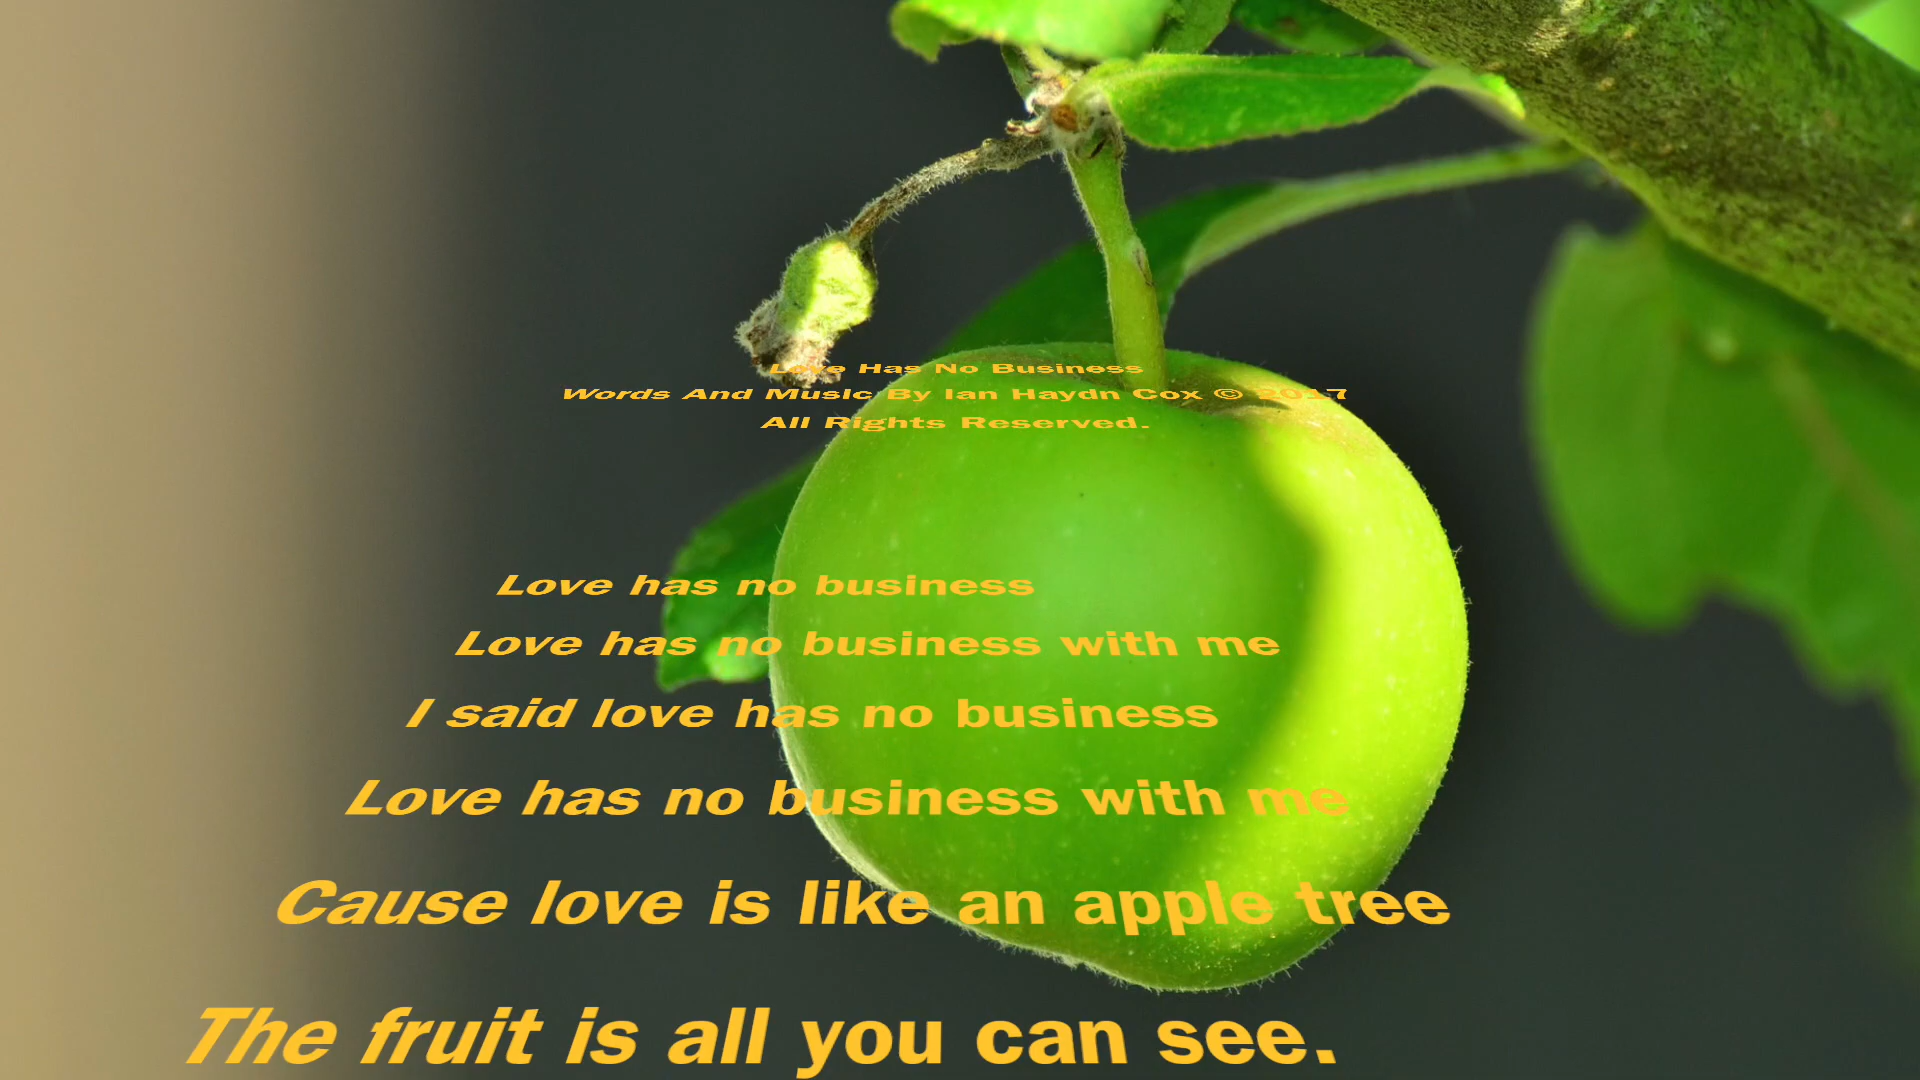 Love Has No Business
Words And Music By Ian Haydn Cox © 2017
All Rights Reserved.
Love has no business
Love has no business with me
I said love has no business
Love has no business with me
Cause love is like an apple tree
The fruit is all you can see.